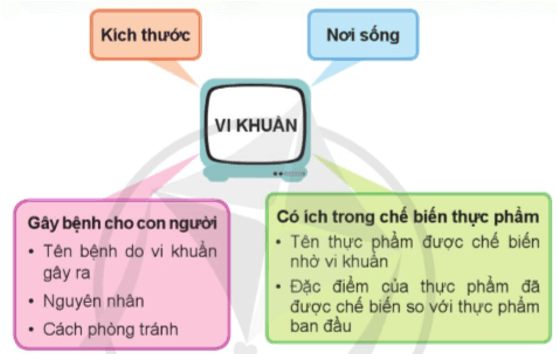 Kích thước
Nơi sống
VI KHUẨN
Gây bệnh cho con người
• Tên bệnh do vi khuẩn
gây ra
• Nguyên nhân
• Cách phòng tránh
Có ích trong chế biến thực phẩm
• Tên thực phẩm được chế biến
nhờ vi khuẩn
• Đặc điểm của thực phẩm đã
được chế biến so với thực phẩm
ban đầu